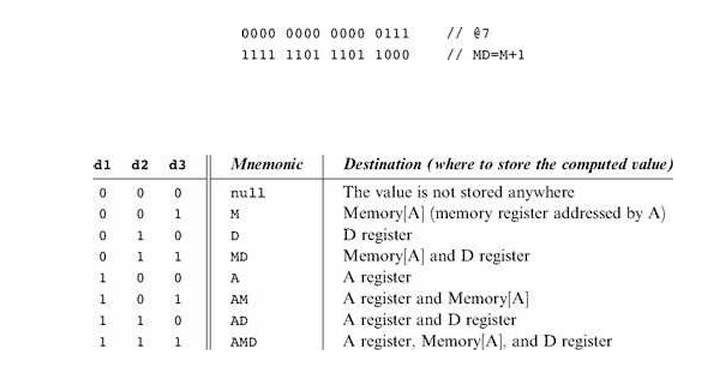 0000 0000 0000 0111 // @7
1111 1101 1101 1000 // MD=M+1
d1 d2 d3 Mnemonic Destination (where to store the computed value)
0 0 0 null The value is not stored anywhere
0 0 1 M Memory[A] (memory register addressed by A)
0 1 0 D D register
0 1 1 MD Memory[A] and D register
1 0 0 A A register
1 0 1 AM A register and Memory[A]
1 1 0 AD A register and D register
1 1 1 AMD A register, Memory[A], and D register